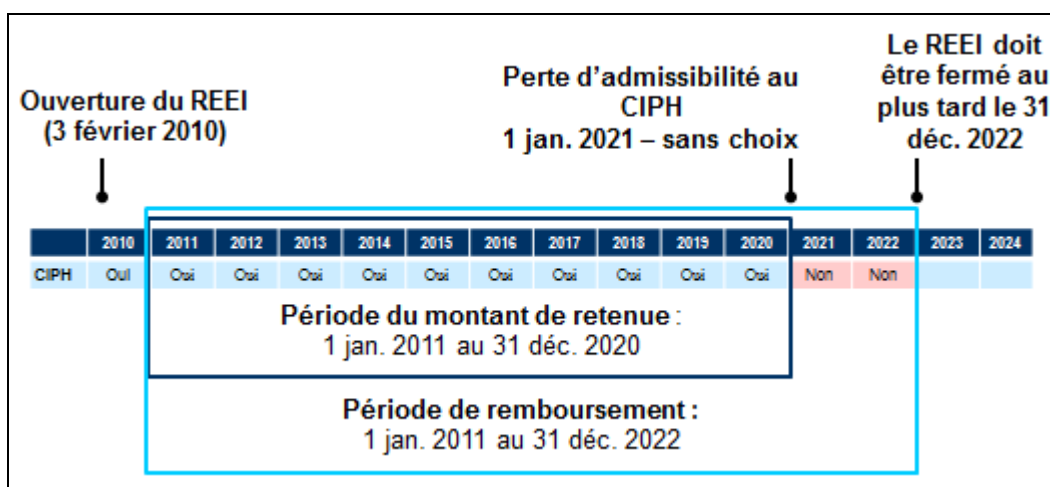 Ouverture du REEI
(3 février 2010)
Perte d'admissibilité au
CIPH
1 jan. 2021 – sans choix
Le REEI doit
être fermé au
plus tard le 31
déc. 2022
2010 2011 2012 2013 2014 2015 2016 2017 2018 2019 2020 2021 2022 2023 2024
CIPH Oui Oui Oui Oui Oui Oui Oui Oui Oui Oui Oui Non Non
Période du montant de retenue :
1 jan. 2011 au 31 déc. 2020
Période de remboursement :
1 jan. 2011 au 31 déc. 2022